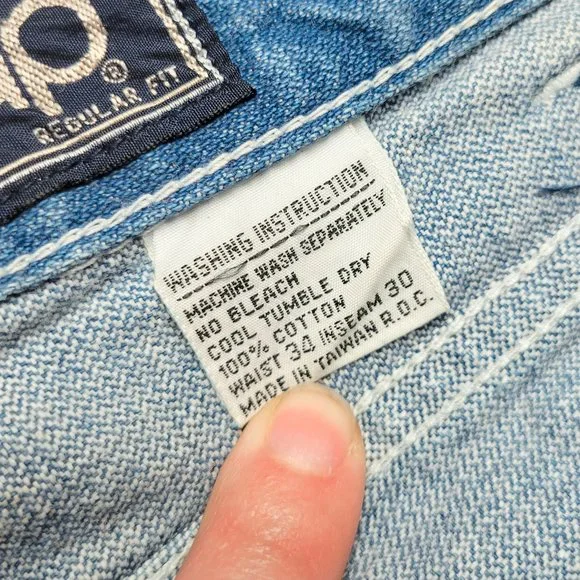 ap®
REGULAR FIT
WASHING INSTRUCTION
MACHINE WASH SEPARATELY
NO BLEACH
COOL TUMBLE DRY
100% COTTON
WAIST 34 INSEAM 30
MADE IN TAIWAN R.O.C.